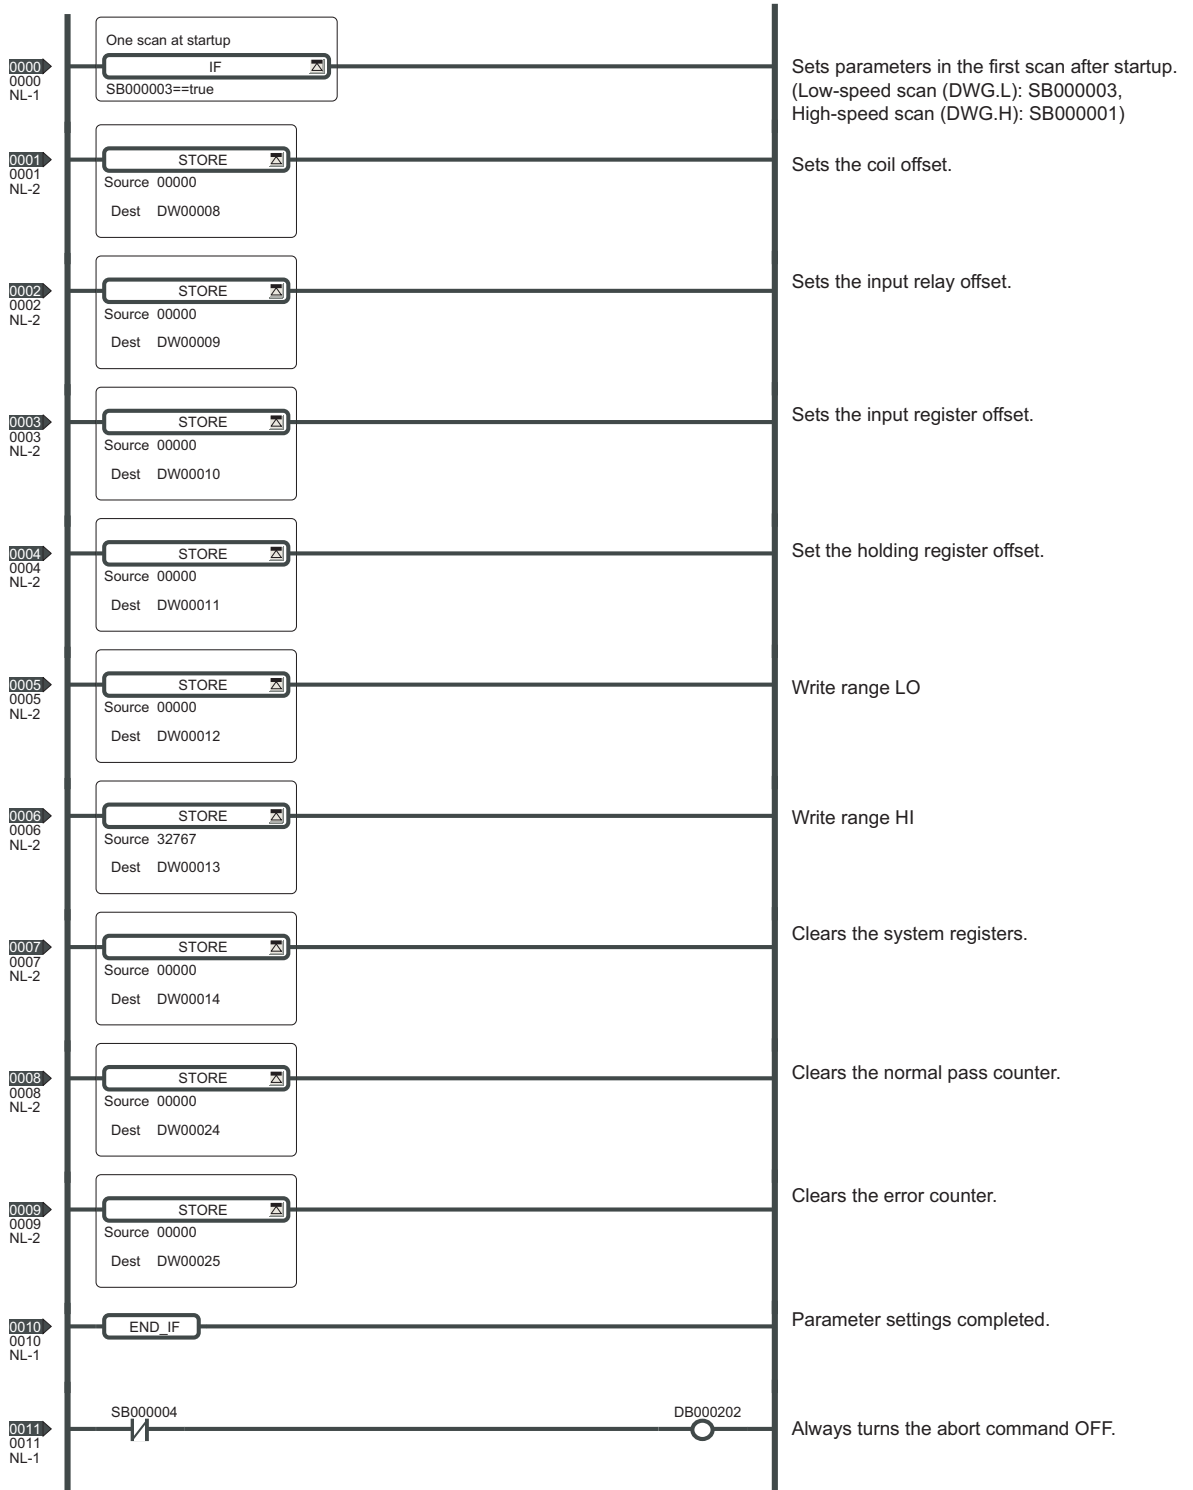 One scan at startup
0000
0000
NL-1
IF
SB000003==true
Sets parameters in the first scan after startup.
(Low-speed scan (DWG.L): SB000003,
High-speed scan (DWG.H): SB000001)
0001
0001
NL-2
STORE
Source 00000
Dest DW00008
Sets the coil offset.
0002
0002
NL-2
STORE
Source 00000
Dest DW00009
Sets the input relay offset.
0003
0003
NL-2
STORE
Source 00000
Dest DW00010
Sets the input register offset.
0004
0004
NL-2
STORE
Source 00000
Dest DW00011
Set the holding register offset.
0005
0005
NL-2
STORE
Source 00000
Dest DW00012
Write range LO
0006
0006
NL-2
STORE
Source 32767
Dest DW00013
Write range HI
0007
0007
NL-2
STORE
Source 00000
Dest DW00014
Clears the system registers.
0008
0008
NL-2
STORE
Source 00000
Dest DW00024
Clears the normal pass counter.
0009
0009
NL-2
STORE
Source 00000
Dest DW00025
Clears the error counter.
0010
0010
NL-1
END_IF
Parameter settings completed.
0011
0011
NL-1
SB000004
DB000202
Always turns the abort command OFF.